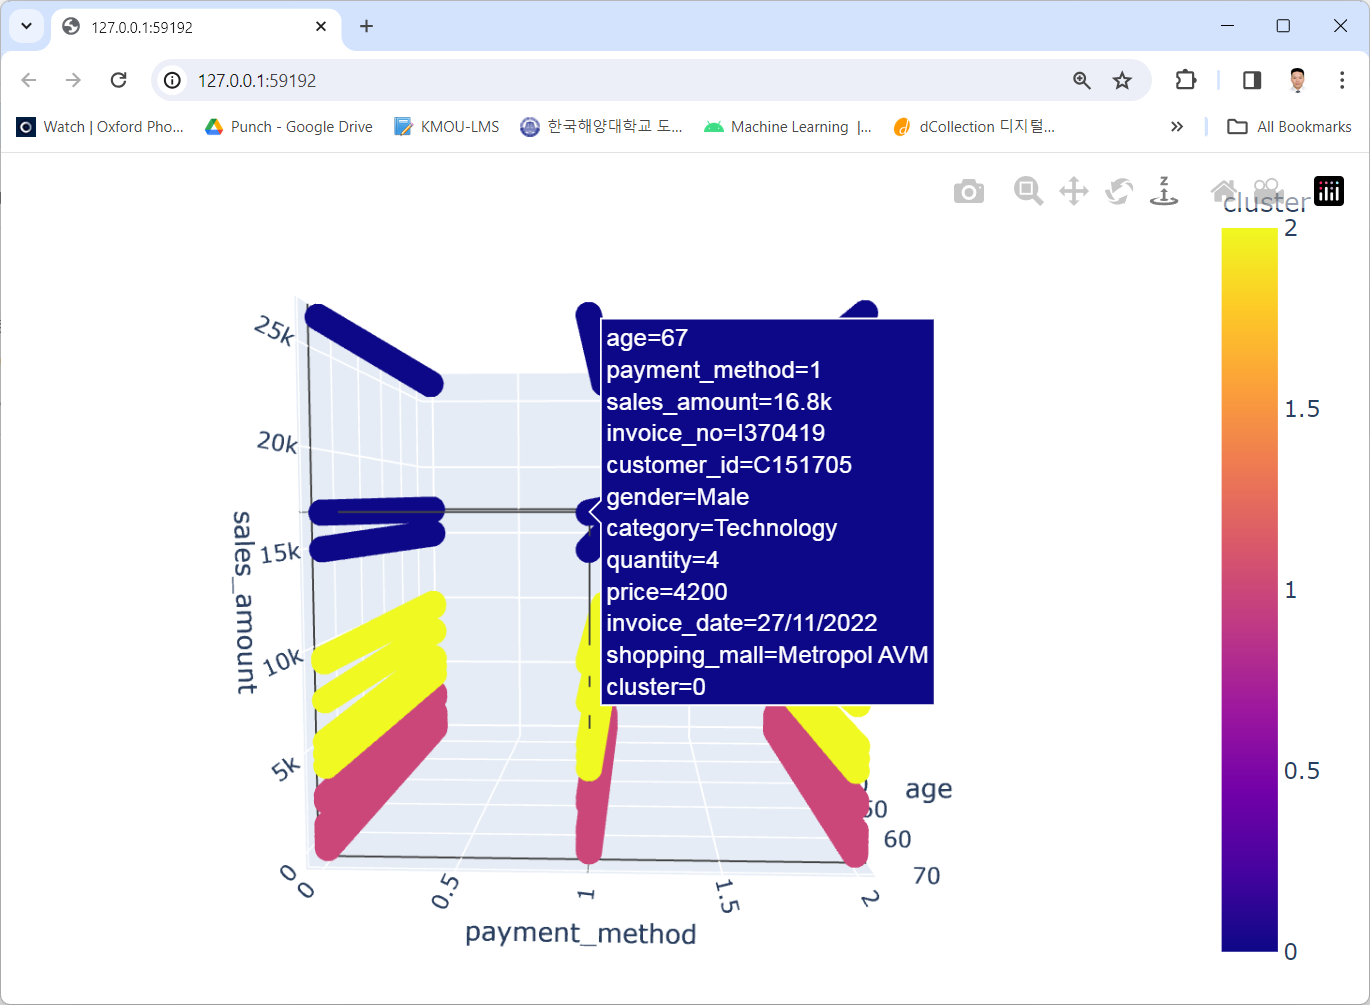 127.0.0.1:59192
127.0.0.1:59192
Watch | Oxford Pho...
Punch - Google Drive
KMOU-LMS
한국해양대학교 도...
Machine Learning |...
dCollection 디지털...
All Bookmarks
Z
cluster
2
1.5
1
0.5
0
age=67
payment_method=1
sales_amount=16.8k
invoice_no=I370419
customer_id=C151705
gender=Male
category=Technology
quantity=4
price=4200
invoice_date=27/11/2022
shopping_mall=Metropol AVM
cluster=0
25k
20k
15k
10k
5k
0
sales_amount
0
0.5
1
1.5
2
payment_method
age
60
70